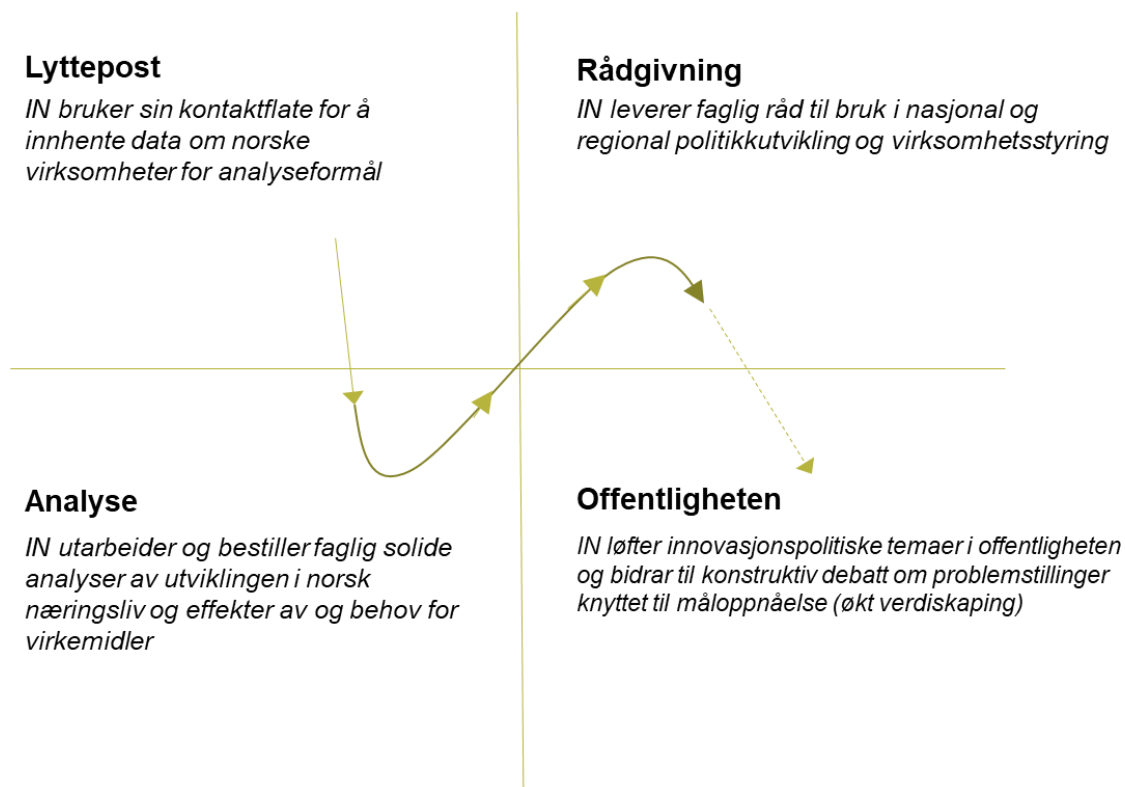 Lyttepost
IN bruker sin kontaktflate for å
innhente data om norske
virksomheter for analyseformål
Rådgivning
IN leverer faglig råd til bruk i nasjonal og
regional politikkutvikling og virksomhetsstyring
Analyse
IN utarbeider og bestiller faglig solide
analyser av utviklingen i norsk
næringsliv og effekter av og behov for
virkemidler
Offentligheten
IN løfter innovasjonspolitiske temaer i offentligheten
og bidrar til konstruktiv debatt om problemstillinger
knyttet til måloppnåelse (økt verdiskaping)